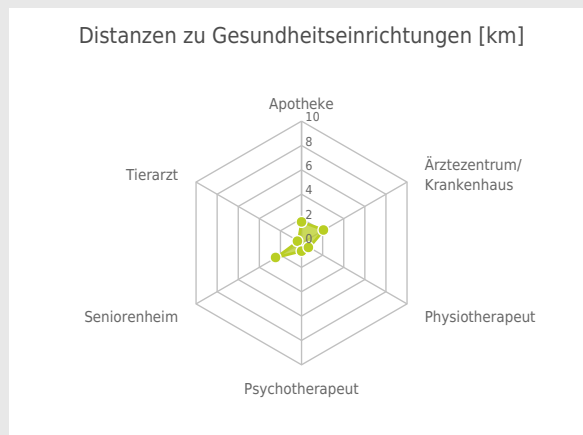 Distanzen zu Gesundheitseinrichtungen [km]
Apotheke
10
8
6
4
2
0
Ärztezentrum/
Krankenhaus
Physiotherapeut
Psychotherapeut
Seniorenheim
Tierarzt